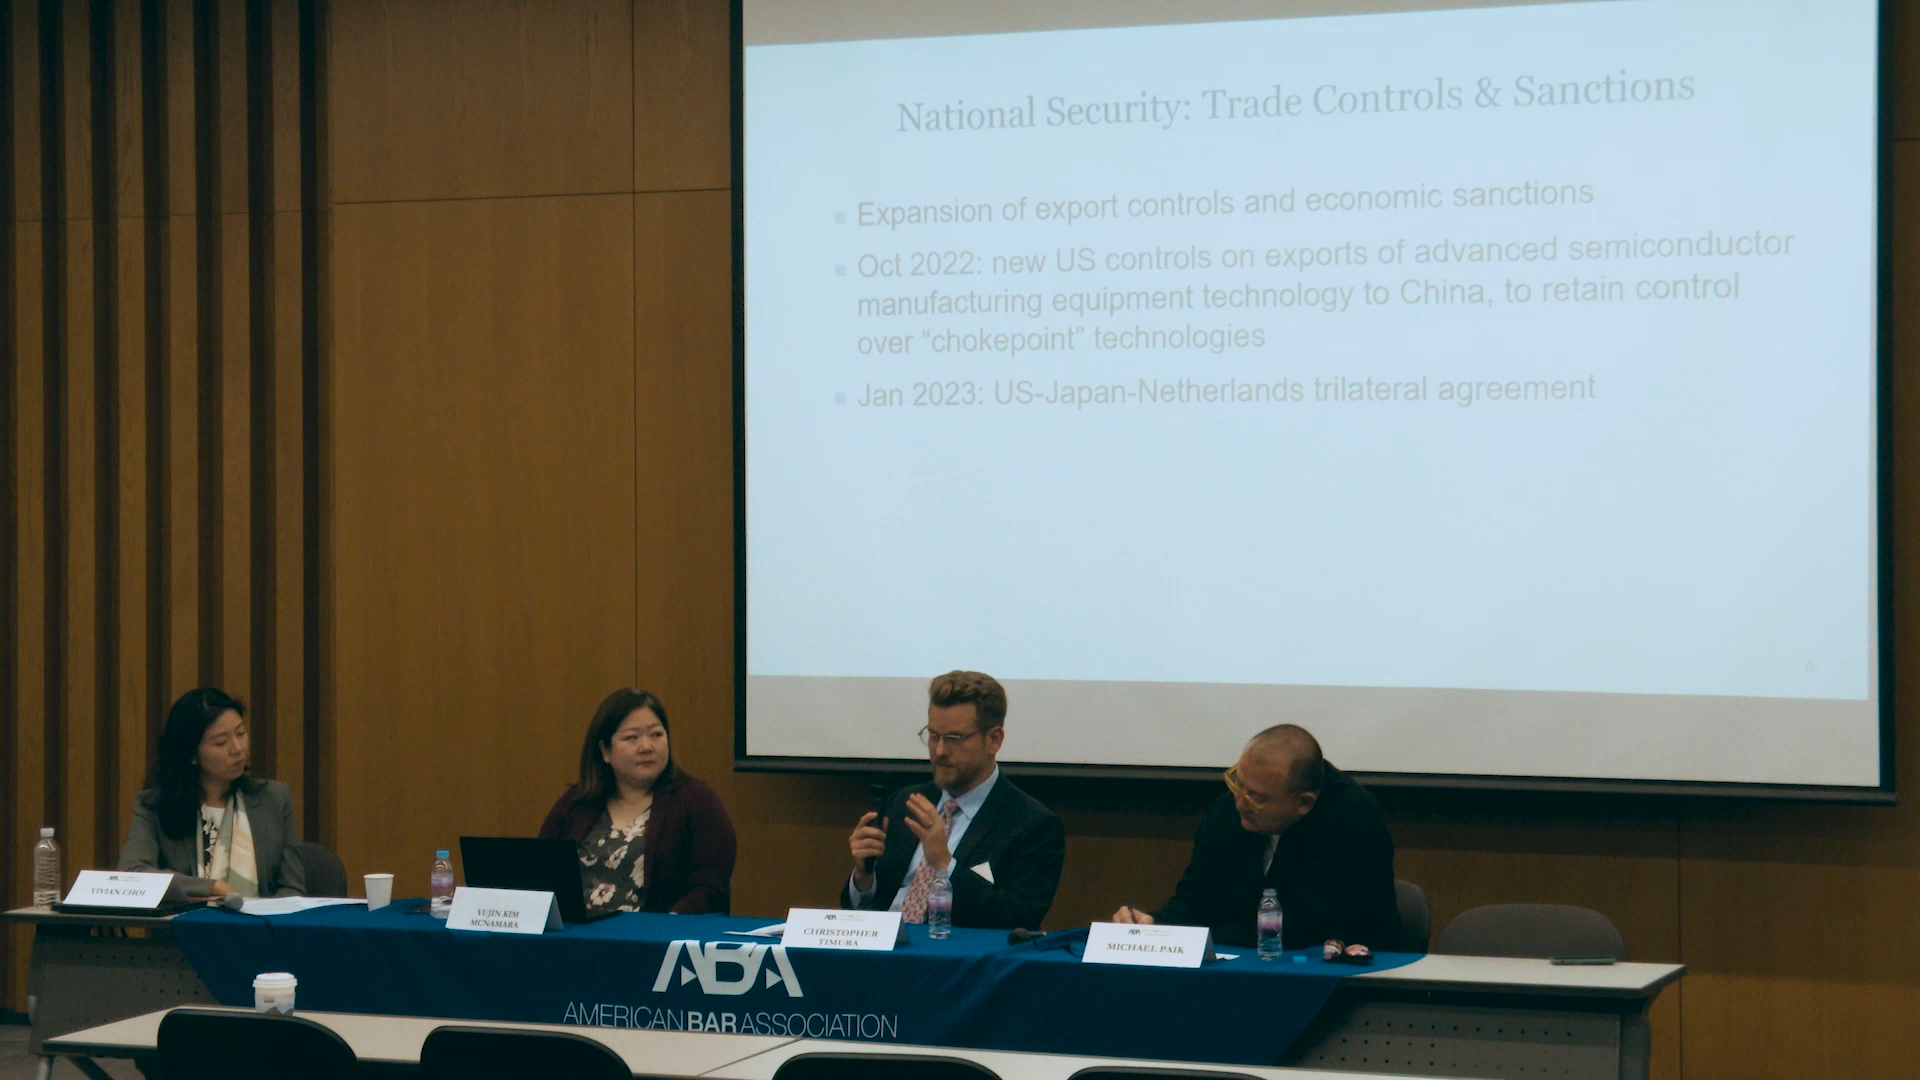 National Security: Trade Controls & Sanctions
Expansion of export controls and economic sanctions
Oct 2022: new US controls on exports of advanced semiconductor
manufacturing equipment technology to China, to retain control
over “chokepoint” technologies
Jan 2023: US-Japan-Netherlands trilateral agreement
VIVIAN CHOI
YUJIN KIM
MCNAMARA
ABA
CHRISTOPHER
TIMURA
ABA
MICHAEL PAIK
ABA
AMERICAN BAR ASSOCIATION